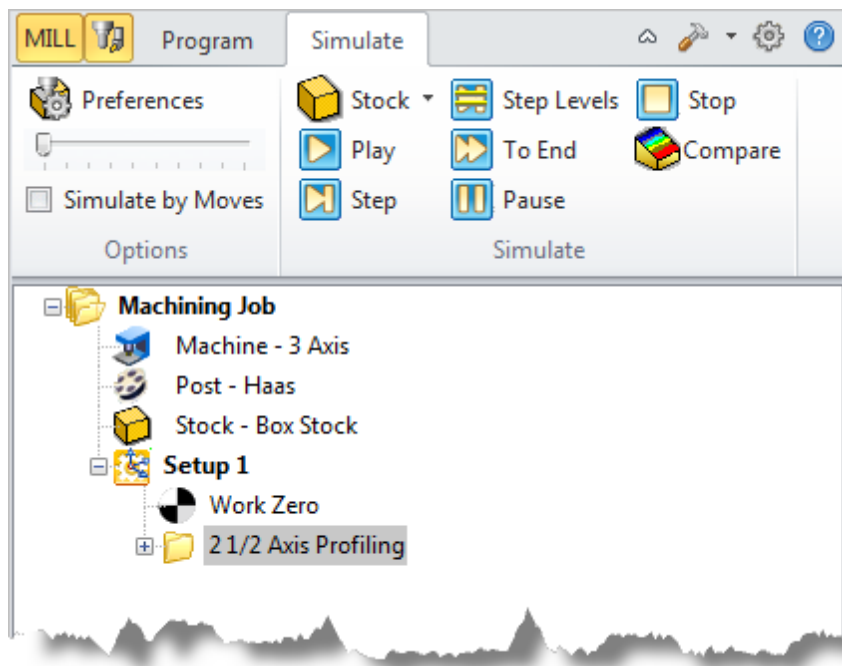 MILL Program Simulate
Preferences Stock Step Levels Stop
Play To End Compare
Simulate by Moves Step Pause
Options Simulate
Machining Job
Machine - 3 Axis
Post - Haas
Stock - Box Stock
Setup 1
Work Zero
2 1/2 Axis Profiling